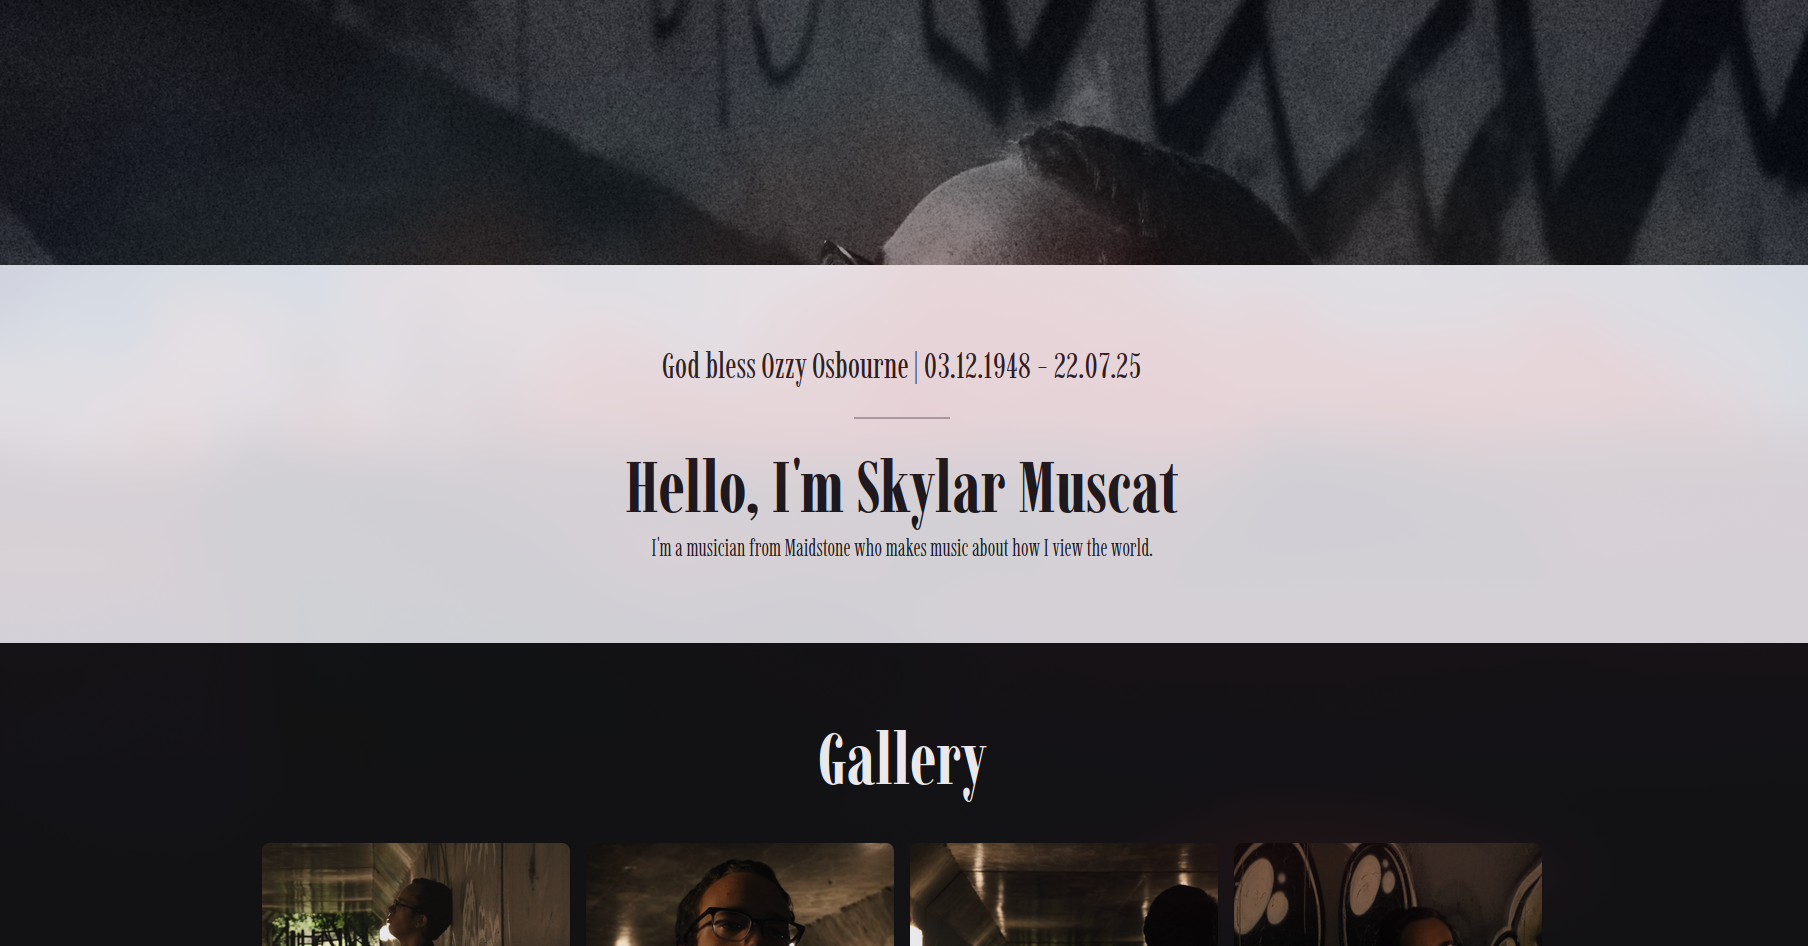 God bless Ozzy Osbourne | 03.12.1948 - 22.07.25
Hello, I'm Skylar Muscat
I'm a musician from Maidstone who makes music about how I view the world.
Gallery